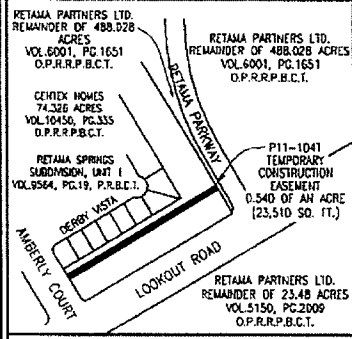 RETAMA PARTNERS LTD.
REMAINDER OF 488.028
ACRES
VOL.6001, PG.1651
O.P.R.R.P.B.C.T.
RETAMA PARTNERS LTD.
REMAINDER OF 488.028 ACRES
VOL.6001, PG.1651
O.P.R.R.P.B.C.T.
CENTEX HOMES
74.326 ACRES
VOL.10450, PG.335
O.P.R.R.P.B.C.T.
RETAMA PARKWAY
RETAMA SPRINGS
SUBDIVISION, UNIT 1
VOL.9564, PG.19, P.R.B.C.T.
P11-1041
TEMPORARY
CONSTRUCTION
EASEMENT
0.540 OF AN ACRE
(23,510 SQ. FT.)
DERBY VISTA
AMBERLY COURT
LOOKOUT ROAD
RETAMA PARTNERS LTD.
REMAINDER OF 23.48 ACRES
VOL.5150, PG.2009
O.P.R.R.P.B.C.T.